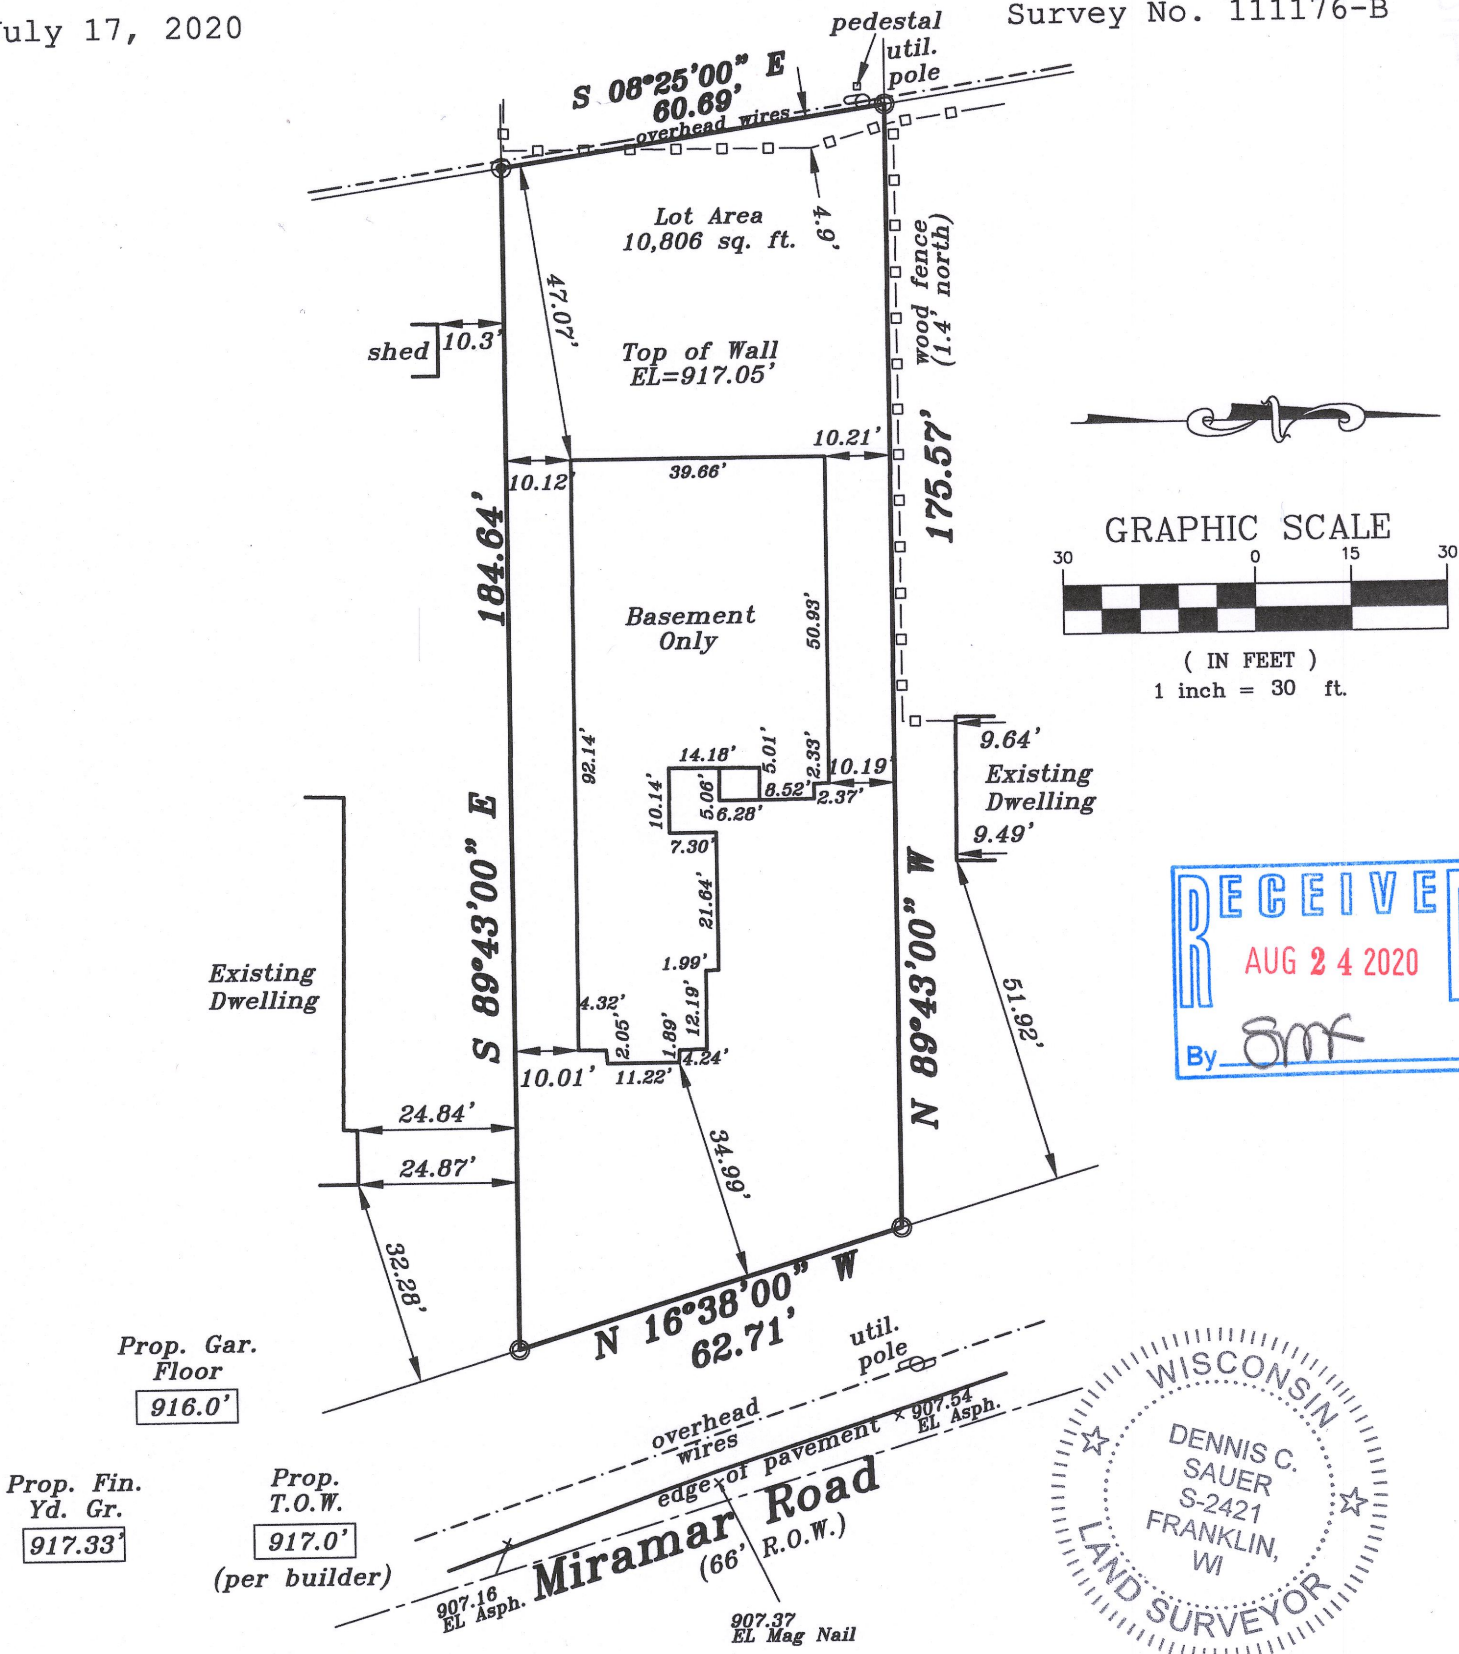 July 17, 2020
Survey No. 111176-B
pedestal
util.
pole
S 08°25'00" E
60.69'
overhead wires
Lot Area
10,806 sq. ft.
4.9'
wood fence
(1.4' north)
47.07'
shed
10.3'
Top of Wall
EL=917.05'
10.21'
39.66'
10.12'
184.64'
175.57'
GRAPHIC SCALE
30 0 15 30
( IN FEET )
1 inch = 30 ft.
Basement
Only
50.93'
92.14'
14.18'
5.01'
2.33'
10.19'
10.14'
5.06'
8.52'
2.37'
6.28'
7.30'
9.64'
Existing
Dwelling
9.49'
S 89°43'00" E
N 89°43'00" W
21.64'
RECEIVED
AUG 24 2020
By
1.99'
Existing
Dwelling
4.32'
2.05'
1.89'
12.19'
4.24'
10.01'
11.22'
51.92'
24.84'
24.87'
34.99'
32.28'
N 16°38'00" W
62.71'
Prop. Gar.
Floor
916.0'
util.
pole
overhead
wires
edge of pavement
907.54
EL Asph.
Prop. Fin.
Yd. Gr.
917.33'
Prop.
T.O.W.
917.0'
(per builder)
Miramar Road
(66' R.O.W.)
907.16
EL Asph.
907.37
EL Mag Nail
WISCONSIN
DENNIS C.
SAUER
S-2421
FRANKLIN,
WI
LAND SURVEYOR